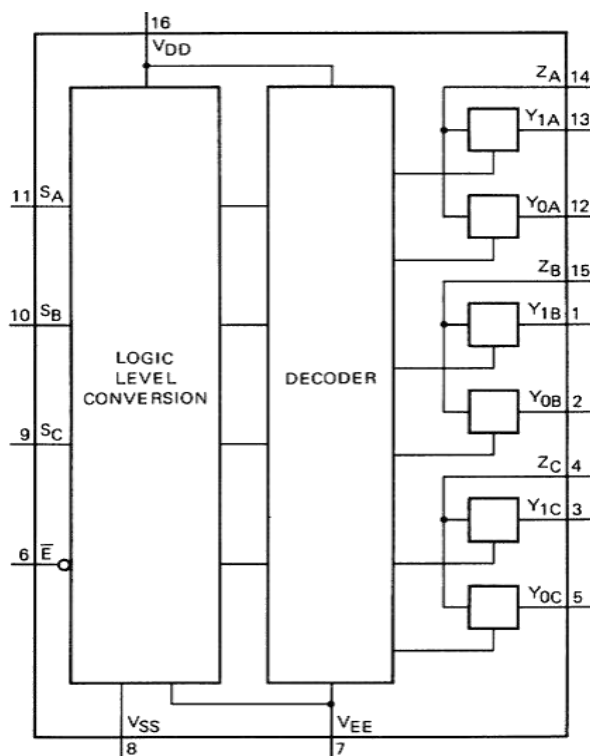 16
VDD
ZA 14
Y1A 13
11 SA
Y0A 12
ZB 15
10 SB
Y1B 1
LOGIC
LEVEL
CONVERSION
DECODER
Y0B 2
9 SC
ZC 4
Y1C 3
6 E̅
Y0C 5
VSS
VEE
8
7